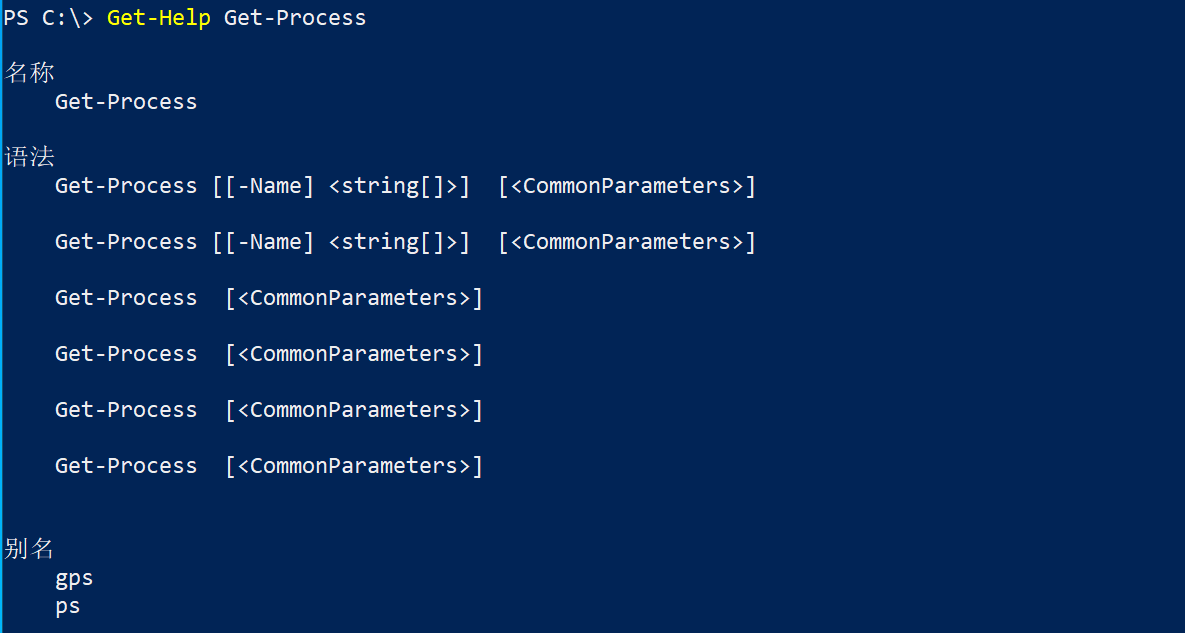 PS C:\> Get-Help Get-Process
名称
Get-Process
语法
Get-Process [[-Name] <string[]>]  [<CommonParameters>]
Get-Process [[-Name] <string[]>]  [<CommonParameters>]
Get-Process  [<CommonParameters>]
Get-Process  [<CommonParameters>]
Get-Process  [<CommonParameters>]
Get-Process  [<CommonParameters>]
别名
gps
ps